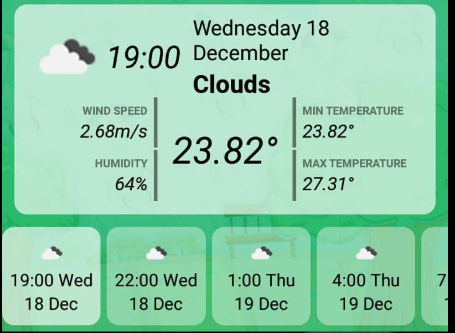 Wednesday 18
December
19:00
Clouds
WIND SPEED
2.68m/s
HUMIDITY
64%
23.82°
MIN TEMPERATURE
23.82°
MAX TEMPERATURE
27.31°
19:00 Wed
18 Dec
22:00 Wed
18 Dec
1:00 Thu
19 Dec
4:00 Thu
19 Dec
7
1